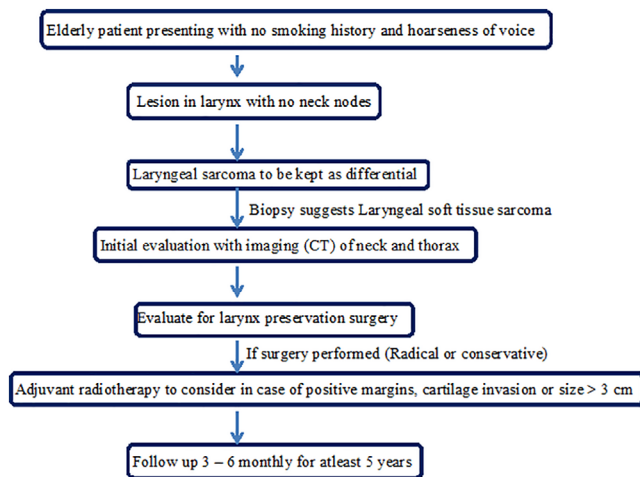 Elderly patient presenting with no smoking history and hoarseness of voice
Lesion in larynx with no neck nodes
Laryngeal sarcoma to be kept as differential
Biopsy suggests Laryngeal soft tissue sarcoma
Initial evaluation with imaging (CT) of neck and thorax
Evaluate for larynx preservation surgery
If surgery performed (Radical or conservative)
Adjuvant radiotherapy to consider in case of positive margins, cartilage invasion or size > 3 cm
Follow up 3 – 6 monthly for atleast 5 years